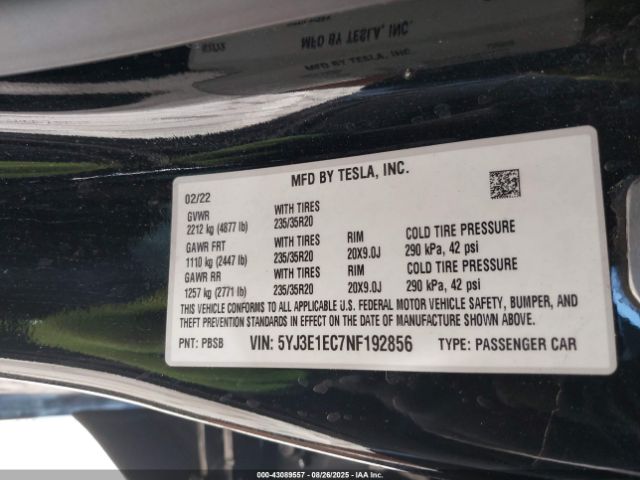 MFD BY TESLA, INC.
MFD BY TESLA, INC.
02/22
GVWR WITH TIRES
2212 kg (4877 lb) 235/35R20
GAWR FRT WITH TIRES RIM COLD TIRE PRESSURE
1110 kg (2447 lb) 235/35R20 20X9.0J 290 kPa, 42 psi
GAWR RR WITH TIRES RIM COLD TIRE PRESSURE
1257 kg (2771 lb) 235/35R20 20X9.0J 290 kPa, 42 psi
THIS VEHICLE CONFORMS TO ALL APPLICABLE U.S. FEDERAL MOTOR VEHICLE SAFETY, BUMPER, AND
THEFT PREVENTION STANDARDS IN EFFECT ON THE DATE OF MANUFACTURE SHOWN ABOVE.
PNT: PBSB VIN: 5YJ3E1EC7NF192856 TYPE: PASSENGER CAR
000-43089557 | 08/26/2025 | IAAI.COM